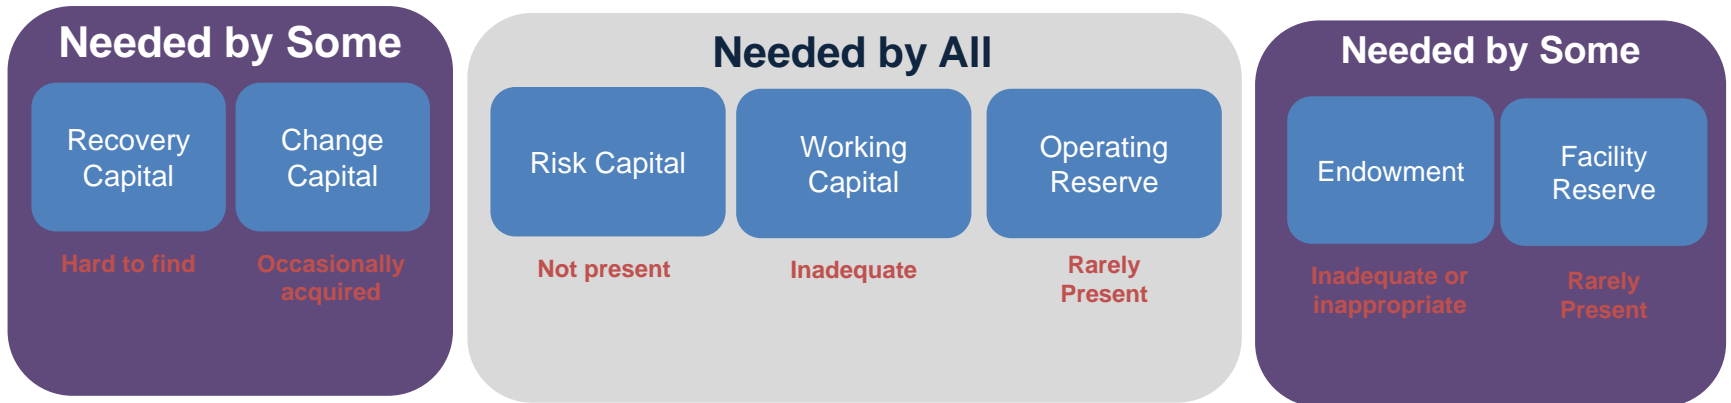 Needed by Some
Recovery
Capital
Change
Capital
Hard to find
Occasionally
acquired
Needed by All
Risk Capital
Working
Capital
Operating
Reserve
Not present
Inadequate
Rarely
Present
Needed by Some
Endowment
Facility
Reserve
Inadequate or
inappropriate
Rarely
Present